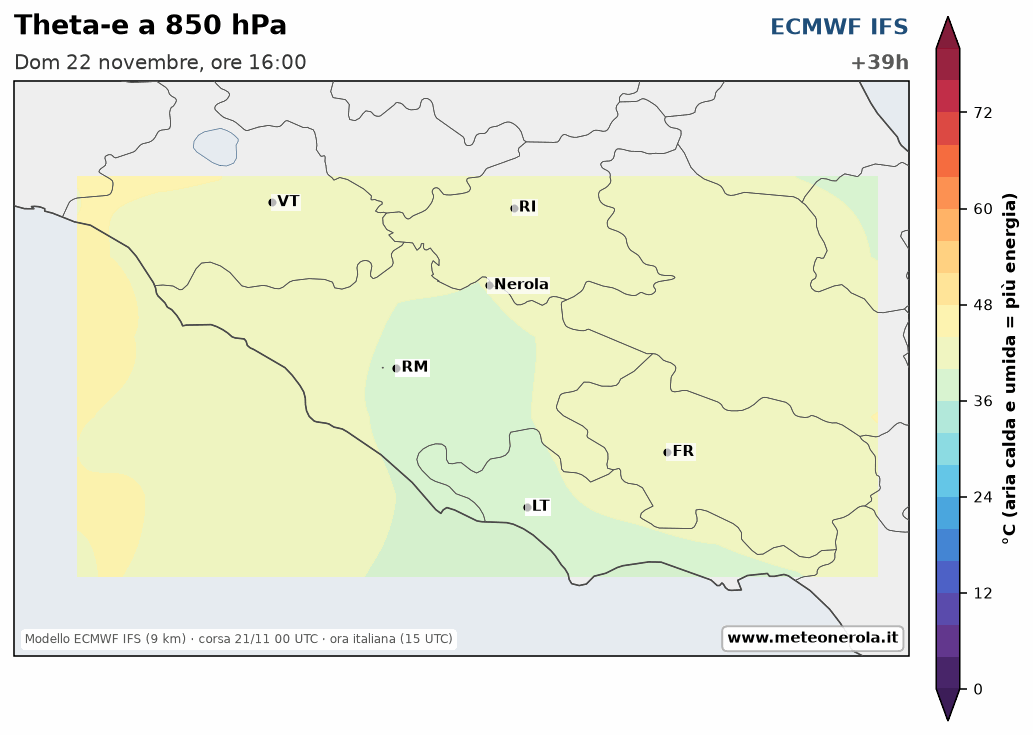 Theta-e a 850 hPa
ECMWF IFS
Dom 22 novembre, ore 16:00
+39h
VT
RI
Nerola
RM
FR
LT
72
60
48
36
24
12
0
°C (aria calda e umida = più energia)
Modello ECMWF IFS (9 km) · corsa 21/11 00 UTC · ora italiana (15 UTC)
www.meteonerola.it